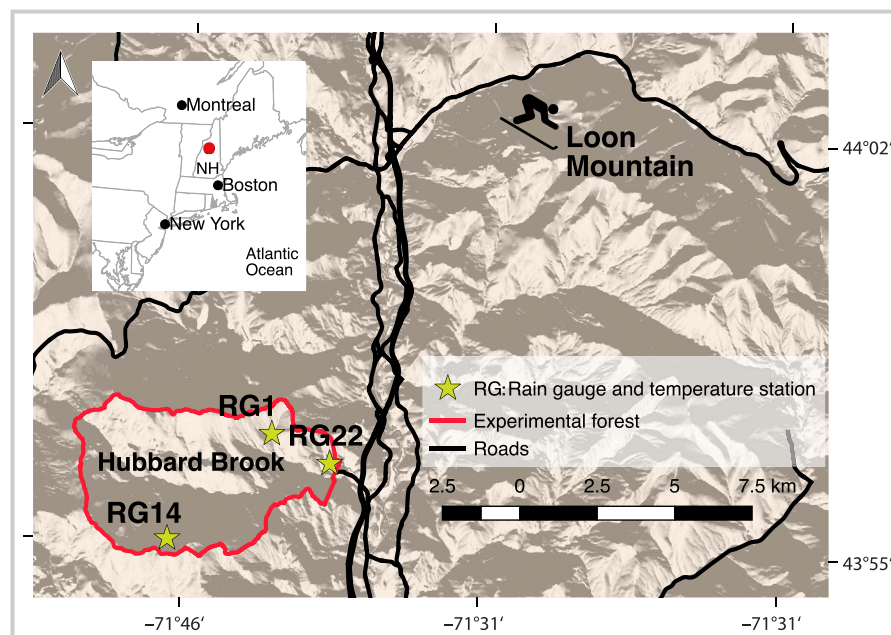 Montreal
NH
Boston
New York
Atlantic
Ocean
Loon
Mountain
44°02'
RG1
RG22
Hubbard Brook
RG14
RG:Rain gauge and temperature station
Experimental forest
Roads
2.5 0 2.5 5 7.5 km
43°55'
−71°46‘ −71°31‘ −71°31‘